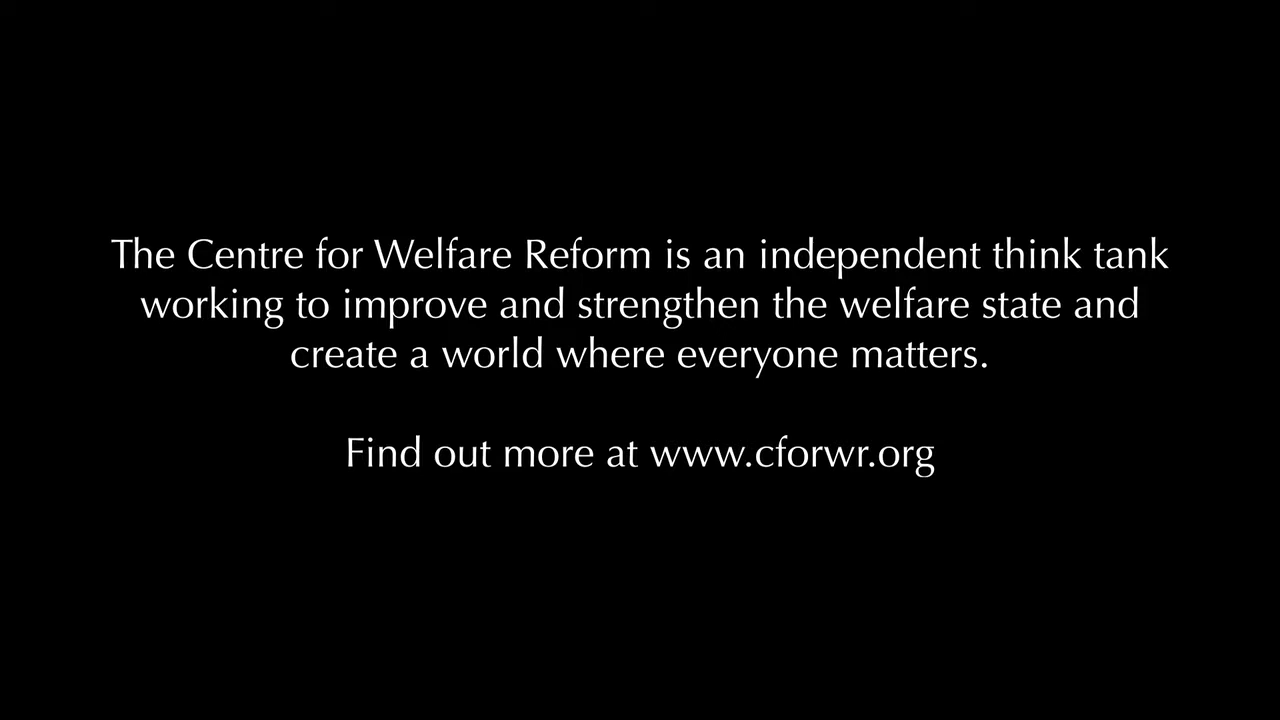 The Centre for Welfare Reform is an independent think tank
working to improve and strengthen the welfare state and
create a world where everyone matters.
Find out more at www.cforwr.org